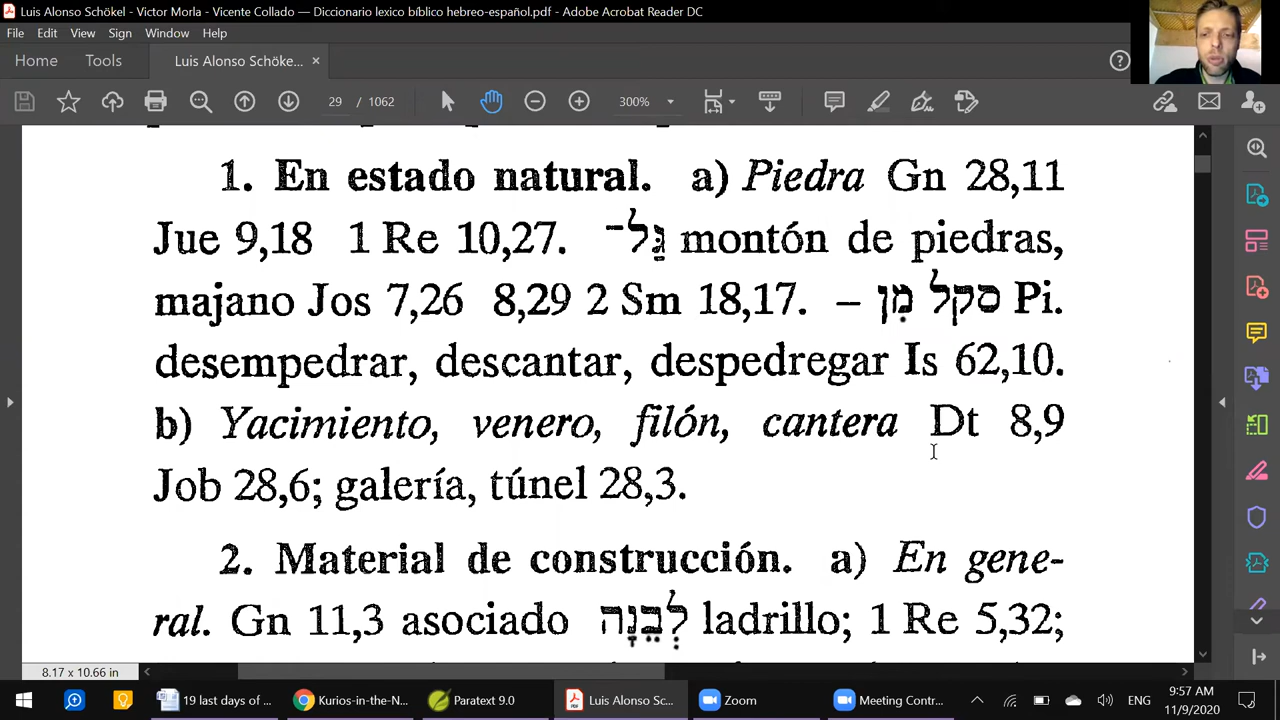 Luis Alonso Schökel - Victor Morla - Vicente Collado — Diccionario lexico bíblico hebreo-español.pdf - Adobe Acrobat Reader DC
File Edit View Sign Window Help
Home Tools Luis Alonso Schöke... ×
29 / 1062 300%
1. En estado natural. a) Piedra Gn 28,11
Jue 9,18 1 Re 10,27. גַּל־ montón de piedras,
majano Jos 7,26 8,29 2 Sm 18,17. – סקל מִן Pi.
desempedrar, descantar, despedregar Is 62,10.
b) Yacimiento, venero, filón, cantera Dt 8,9
Job 28,6; galería, túnel 28,3.
2. Material de construcción. a) En gene-
ral. Gn 11,3 asociado לְבֵנָה ladrillo; 1 Re 5,32;
8.17 x 10.66 in
19 last days of ... Kurios-in-the-N... Paratext 9.0 Luis Alonso Sc... Zoom Meeting Contr... ENG 9:57 AM
11/9/2020